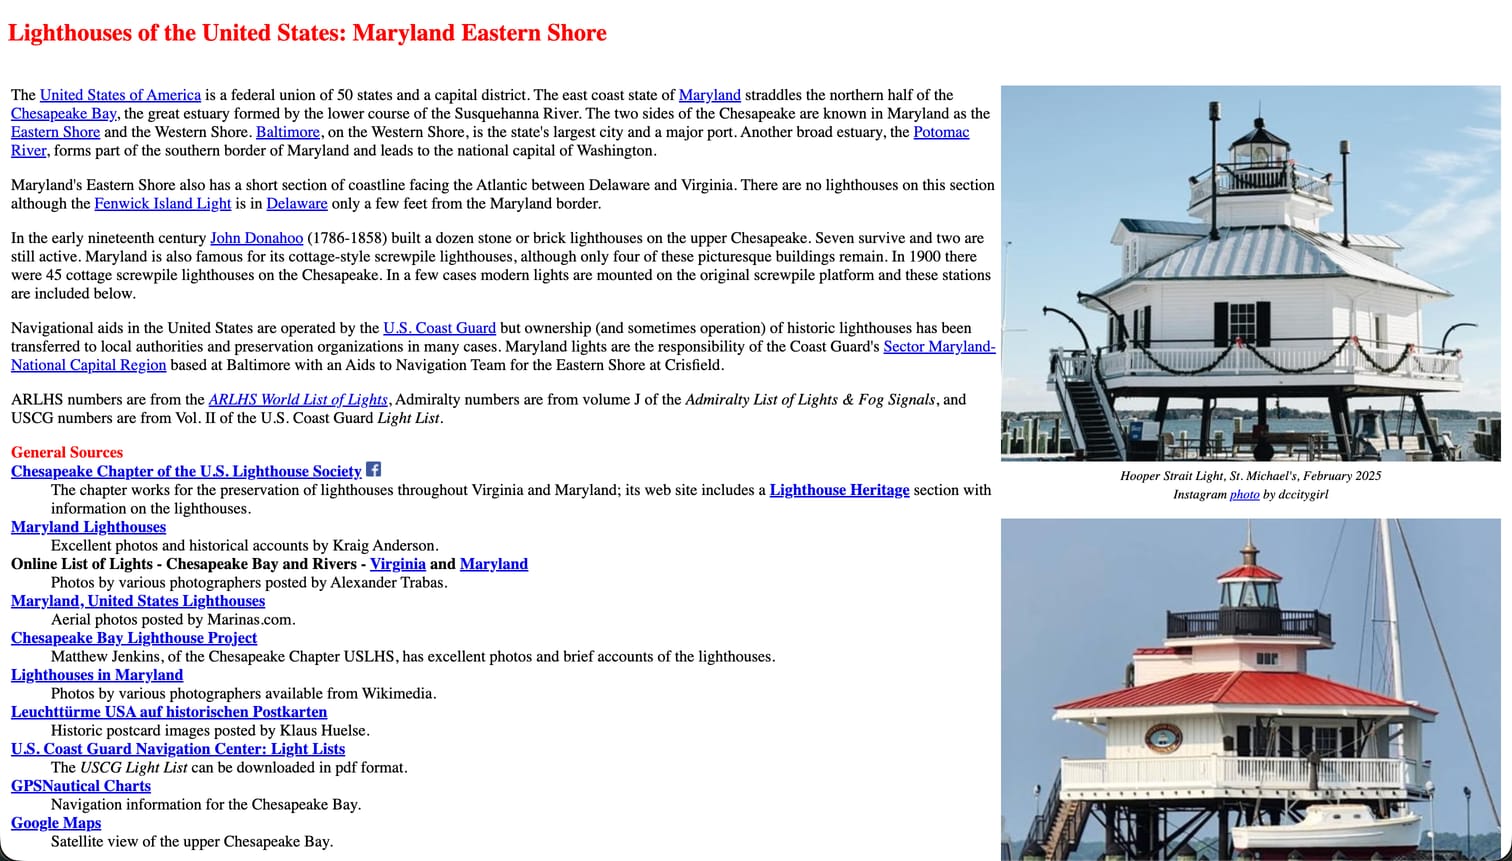 Lighthouses of the United States: Maryland Eastern Shore
The United States of America is a federal union of 50 states and a capital district. The east coast state of Maryland straddles the northern half of the
Chesapeake Bay, the great estuary formed by the lower course of the Susquehanna River. The two sides of the Chesapeake are known in Maryland as the
Eastern Shore and the Western Shore. Baltimore, on the Western Shore, is the state's largest city and a major port. Another broad estuary, the Potomac
River, forms part of the southern border of Maryland and leads to the national capital of Washington.
Maryland's Eastern Shore also has a short section of coastline facing the Atlantic between Delaware and Virginia. There are no lighthouses on this section
although the Fenwick Island Light is in Delaware only a few feet from the Maryland border.
In the early nineteenth century John Donahoo (1786-1858) built a dozen stone or brick lighthouses on the upper Chesapeake. Seven survive and two are
still active. Maryland is also famous for its cottage-style screwpile lighthouses, although only four of these picturesque buildings remain. In 1900 there
were 45 cottage screwpile lighthouses on the Chesapeake. In a few cases modern lights are mounted on the original screwpile platform and these stations
are included below.
Navigational aids in the United States are operated by the U.S. Coast Guard but ownership (and sometimes operation) of historic lighthouses has been
transferred to local authorities and preservation organizations in many cases. Maryland lights are the responsibility of the Coast Guard's Sector Maryland-
National Capital Region based at Baltimore with an Aids to Navigation Team for the Eastern Shore at Crisfield.
ARLHS numbers are from the ARLHS World List of Lights, Admiralty numbers are from volume J of the Admiralty List of Lights & Fog Signals, and
USCG numbers are from Vol. II of the U.S. Coast Guard Light List.
General Sources
Chesapeake Chapter of the U.S. Lighthouse Society
The chapter works for the preservation of lighthouses throughout Virginia and Maryland; its web site includes a Lighthouse Heritage section with
information on the lighthouses.
Maryland Lighthouses
Excellent photos and historical accounts by Kraig Anderson.
Online List of Lights - Chesapeake Bay and Rivers - Virginia and Maryland
Photos by various photographers posted by Alexander Trabas.
Maryland, United States Lighthouses
Aerial photos posted by Marinas.com.
Chesapeake Bay Lighthouse Project
Matthew Jenkins, of the Chesapeake Chapter USLHS, has excellent photos and brief accounts of the lighthouses.
Lighthouses in Maryland
Photos by various photographers available from Wikimedia.
Leuchttürme USA auf historischen Postkarten
Historic postcard images posted by Klaus Huelse.
U.S. Coast Guard Navigation Center: Light Lists
The USCG Light List can be downloaded in pdf format.
GPSNautical Charts
Navigation information for the Chesapeake Bay.
Google Maps
Satellite view of the upper Chesapeake Bay.
Hooper Strait Light, St. Michael's, February 2025
Instagram photo by dccitygirl